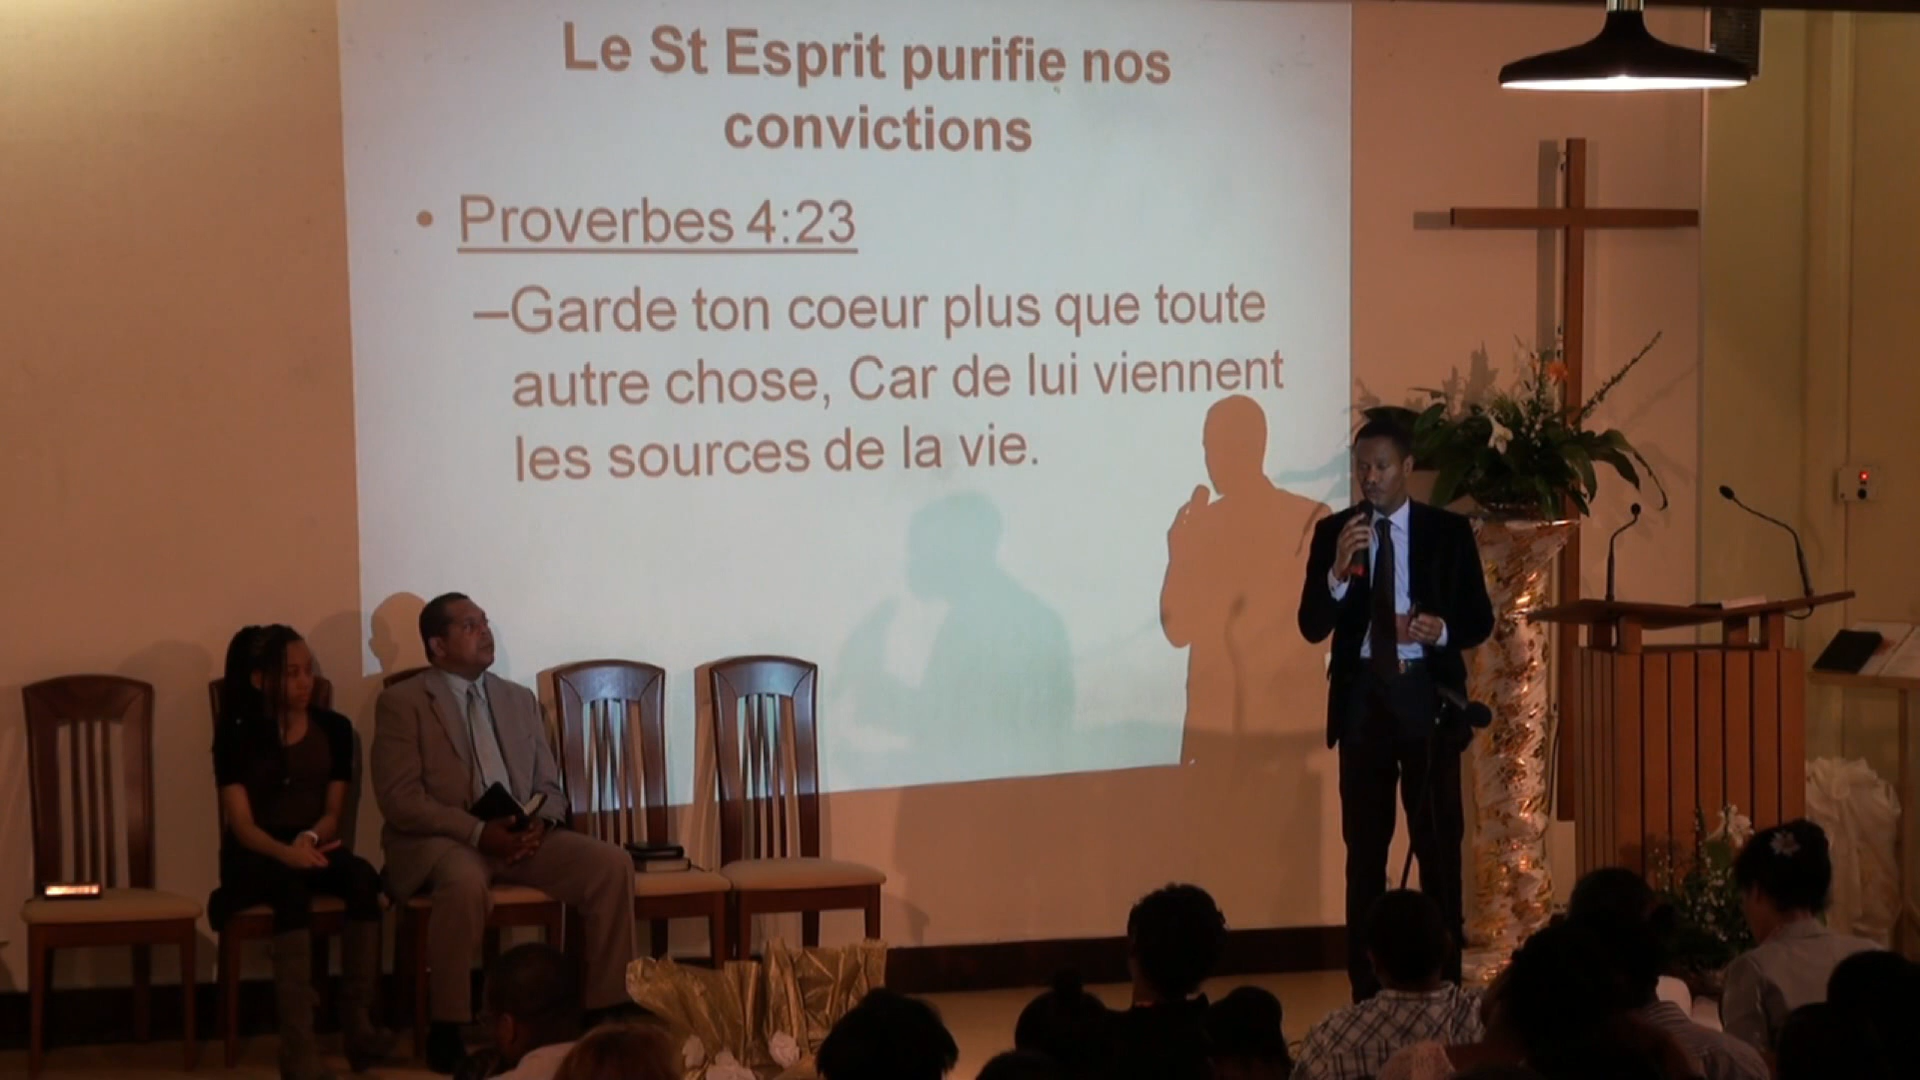 Le St Esprit purifie nos
convictions
• Proverbes 4:23
–Garde ton coeur plus que toute
autre chose, Car de lui viennent
les sources de la vie.